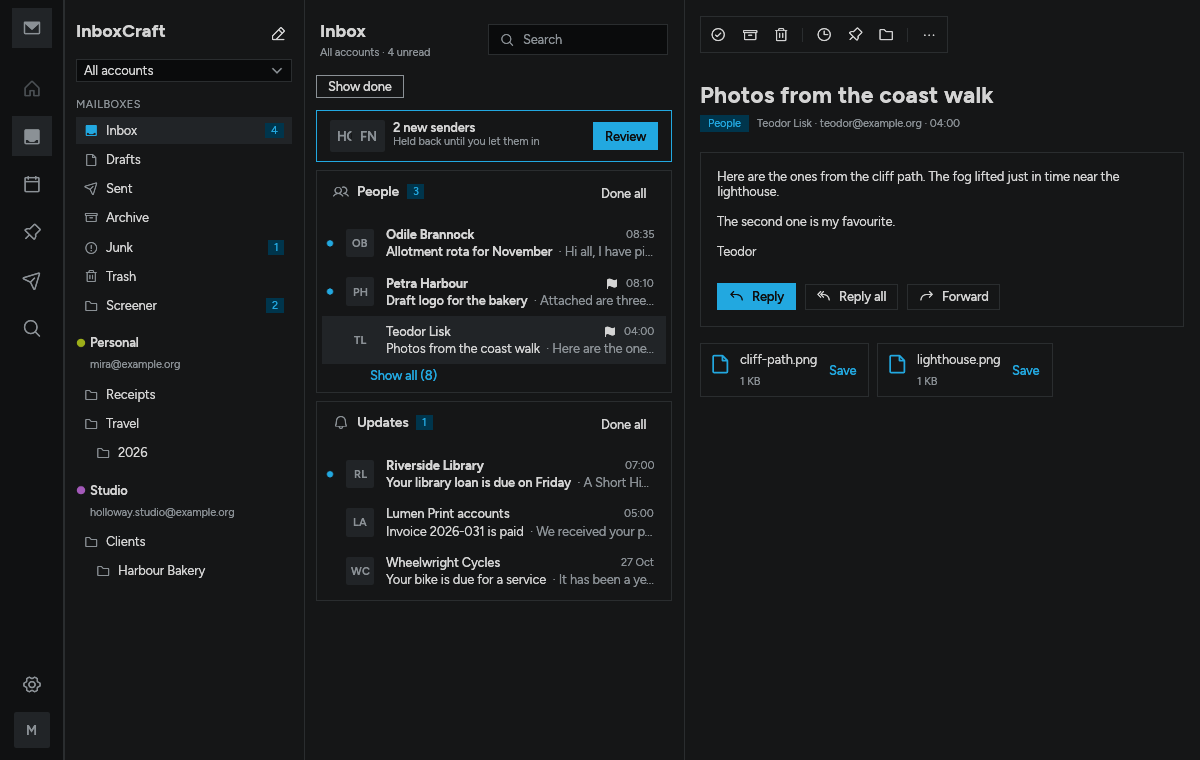 InboxCraft
All accounts
MAILBOXES
Inbox 4
Drafts
Sent
Archive
Junk 1
Trash
Screener 2
Personal
mira@example.org
Receipts
Travel
2026
Studio
holloway.studio@example.org
Clients
Harbour Bakery
M
Inbox
All accounts · 4 unread
Search
Show done
FN
2 new senders
Held back until you let them in
Review
People 3
Done all
OB
Odile Brannock 08:35
Allotment rota for November · Hi all, I have pi...
PH
Petra Harbour 08:10
Draft logo for the bakery · Attached are three...
TL
Teodor Lisk 04:00
Photos from the coast walk · Here are the one...
Show all (8)
Updates 1
Done all
RL
Riverside Library 07:00
Your library loan is due on Friday · A Short Hi...
LA
Lumen Print accounts 05:00
Invoice 2026-031 is paid · We received your p...
WC
Wheelwright Cycles 27 Oct
Your bike is due for a service · It has been a ye...
Photos from the coast walk
People Teodor Lisk · teodor@example.org · 04:00
Here are the ones from the cliff path. The fog lifted just in time near the
lighthouse.
The second one is my favourite.
Teodor
Reply
Reply all
Forward
cliff-path.png
1 KB
Save
lighthouse.png
1 KB
Save